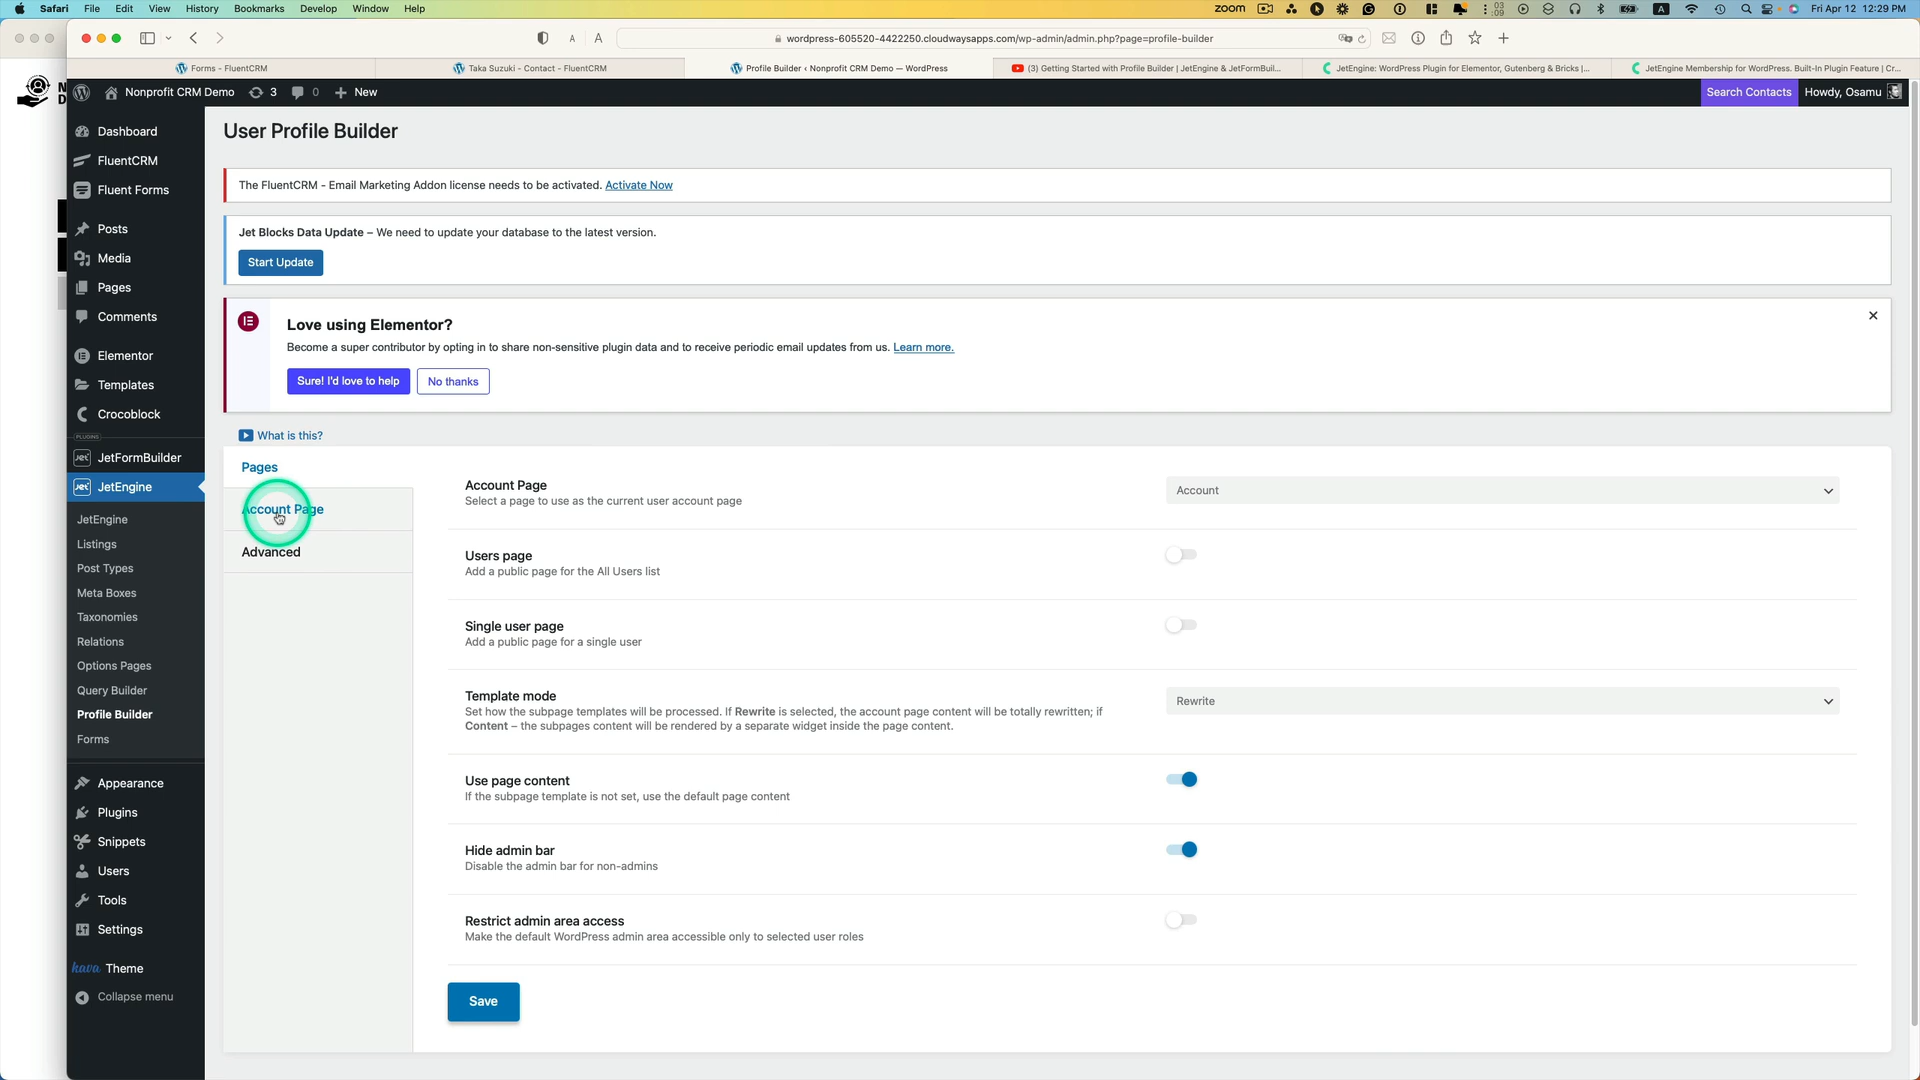 Safari File Edit View History Bookmarks Develop Window Help
zoom 03 :09 A Fri Apr 12 12:29 PM
A A wordpress-605520-4422250.cloudwaysapps.com/wp-admin/admin.php?page=profile-builder
Forms - FluentCRM
Taka Suzuki - Contact - FluentCRM
Profile Builder ‹ Nonprofit CRM Demo — WordPress
(3) Getting Started with Profile Builder | JetEngine & JetFormBuil...
JetEngine: WordPress Plugin for Elementor, Gutenberg & Bricks |...
JetEngine Membership for WordPress. Built-In Plugin Feature | Cr...
Nonprofit CRM Demo 3 0 New
Search Contacts Howdy, Osamu
Dashboard
FluentCRM
Fluent Forms
Posts
Media
Pages
Comments
Elementor
Templates
Crocoblock
PLUGINS
JetFormBuilder
JetEngine
JetEngine
Listings
Post Types
Meta Boxes
Taxonomies
Relations
Options Pages
Query Builder
Profile Builder
Forms
Appearance
Plugins
Snippets
Users
Tools
Settings
kava Theme
Collapse menu
User Profile Builder
The FluentCRM - Email Marketing Addon license needs to be activated. Activate Now
Jet Blocks Data Update – We need to update your database to the latest version.
Start Update
Love using Elementor?
Become a super contributor by opting in to share non-sensitive plugin data and to receive periodic email updates from us. Learn more.
Sure! I'd love to help No thanks
What is this?
Pages
Account Page
Advanced
Account Page
Select a page to use as the current user account page
Account
Users page
Add a public page for the All Users list
Single user page
Add a public page for a single user
Template mode
Set how the subpage templates will be processed. If Rewrite is selected, the account page content will be totally rewritten; if
Content – the subpages content will be rendered by a separate widget inside the page content.
Rewrite
Use page content
If the subpage template is not set, use the default page content
Hide admin bar
Disable the admin bar for non-admins
Restrict admin area access
Make the default WordPress admin area accessible only to selected user roles
Save